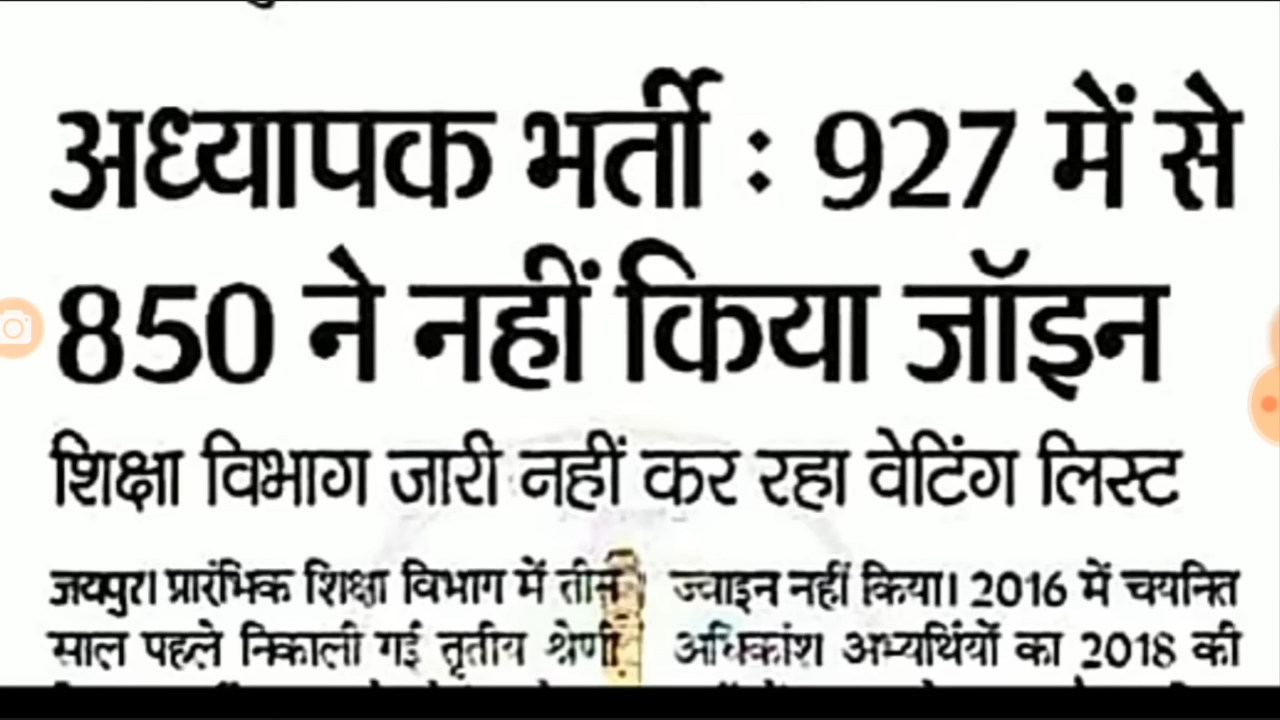 अध्यापक भर्ती : 927 में से
850 ने नहीं किया जॉइन
शिक्षा विभाग जारी नहीं कर रहा वेटिंग लिस्ट
जयपुर। प्रारंभिक शिक्षा विभाग में तीन
साल पहले निकाली गई तृतीय श्रेणी
ज्वाइन नहीं किया। 2016 में चयनित
अधिकांश अभ्यर्थियों का 2018 की